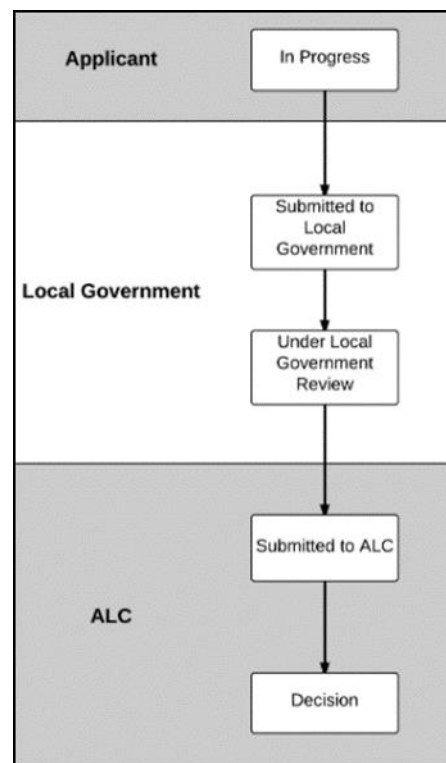 Applicant
In Progress
Submitted to
Local
Government
Local Government
Under Local
Government
Review
Submitted to ALC
ALC
Decision